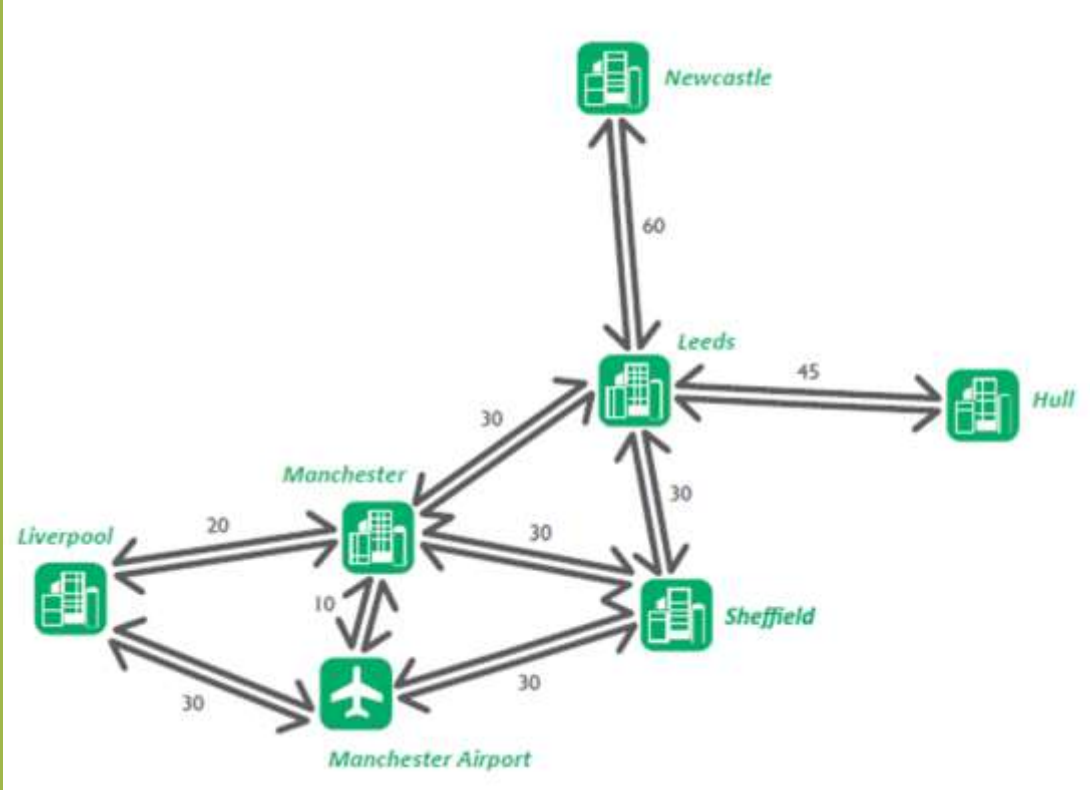 Newcastle
60
Leeds
45
Hull
30
Manchester
30
20
30
Liverpool
10
Sheffield
30
30
Manchester Airport